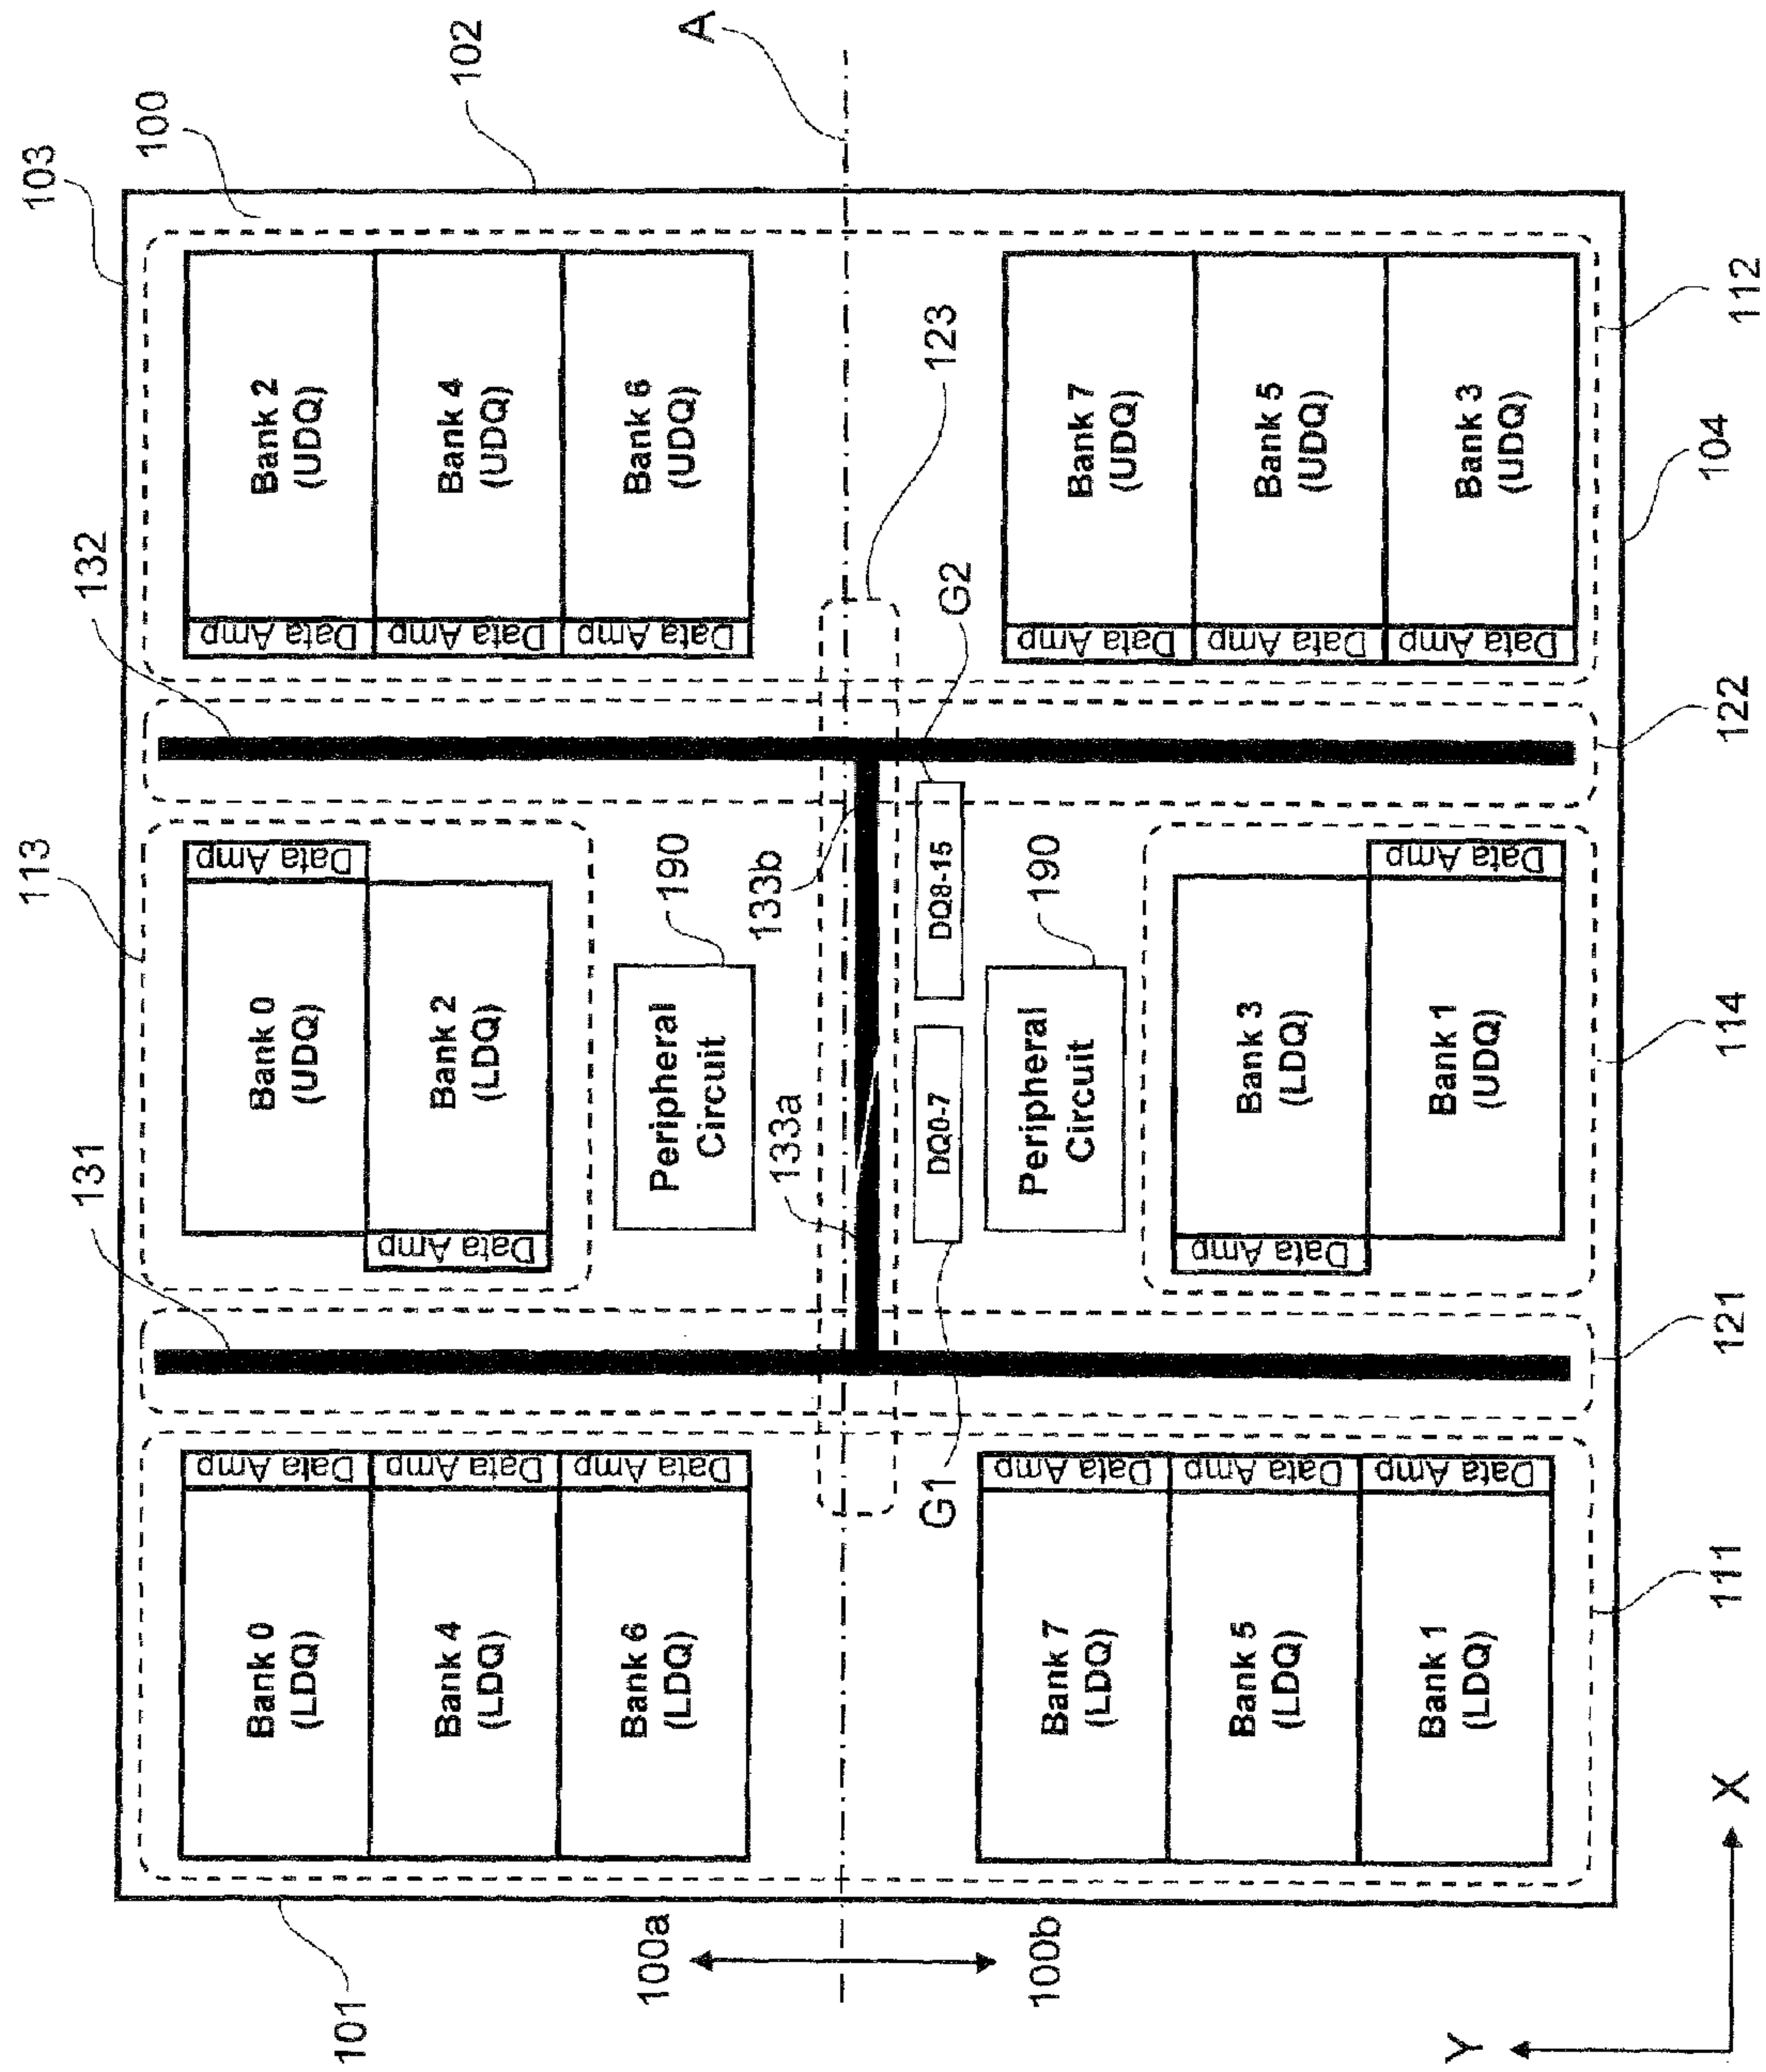 103
113
131
132
100
101
102
Bank 0
(LDQ)
Data Amp
Bank 0
(UDQ)
Data Amp
Data Amp
Bank 2
(UDQ)
Bank 4
(LDQ)
Data Amp
Data Amp
Bank 2
(LDQ)
Data Amp
Bank 4
(UDQ)
Bank 6
(LDQ)
Data Amp
Peripheral
Circuit
190
Data Amp
Bank 6
(UDQ)
100a
133a
133b
A
G1
DQ0-7
DQ8-15
G2
123
100b
Bank 7
(LDQ)
Data Amp
Peripheral
Circuit
190
Data Amp
Bank 7
(UDQ)
Bank 5
(LDQ)
Data Amp
Data Amp
Bank 3
(LDQ)
Data Amp
Bank 5
(UDQ)
Bank 1
(LDQ)
Data Amp
Bank 1
(UDQ)
Data Amp
Data Amp
Bank 3
(UDQ)
111
121
114
122
104
112
Y
X